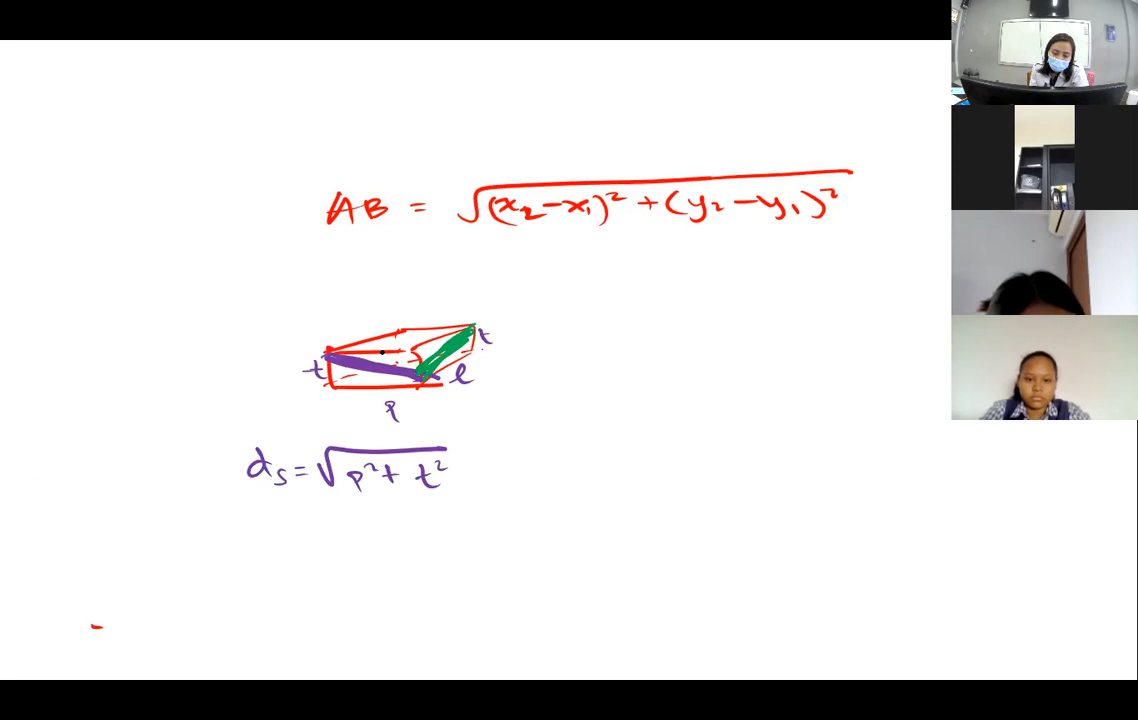 AB = √(x₂-x₁)² + (y₂-y₁)²
t
t
l
p
ds = √p² + t²